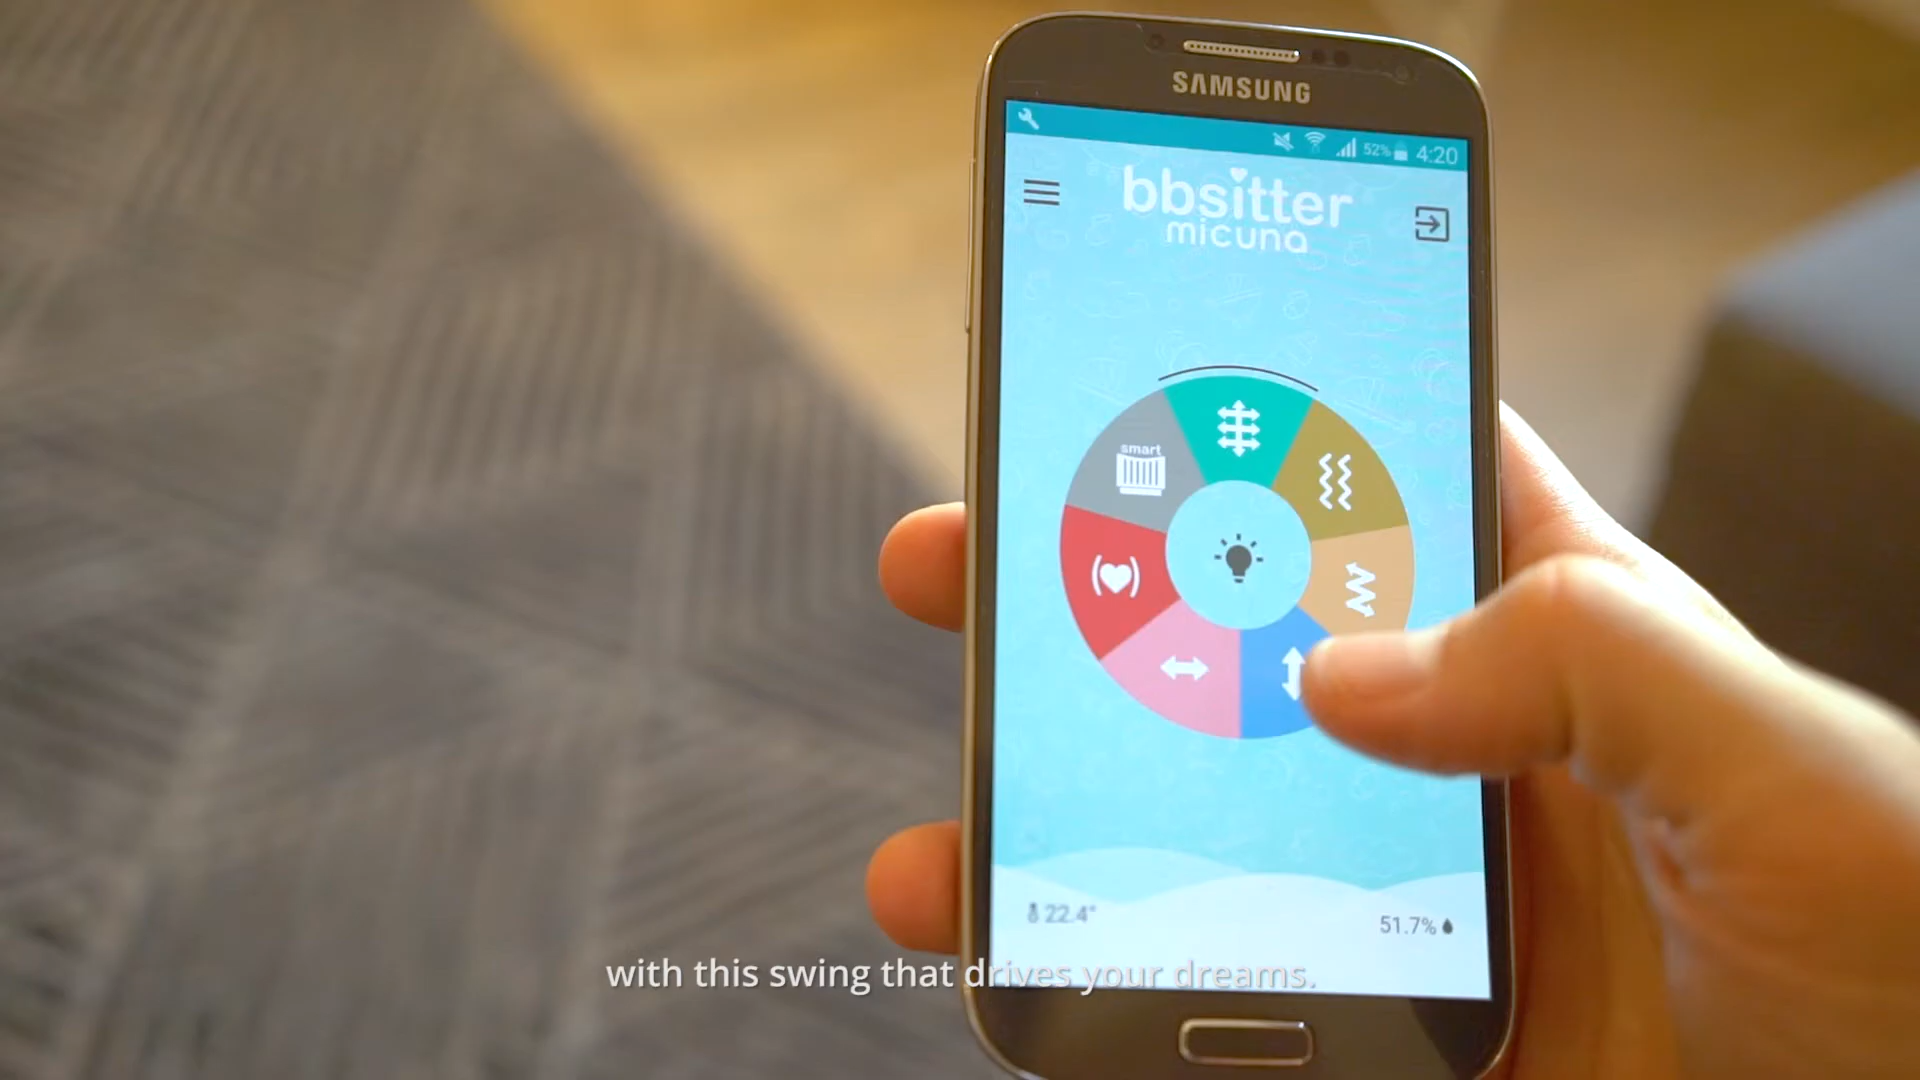 SAMSUNG
52% 4:20
bbsitter
micuna
smart
22.4°
51.7%
with this swing that drives your dreams.